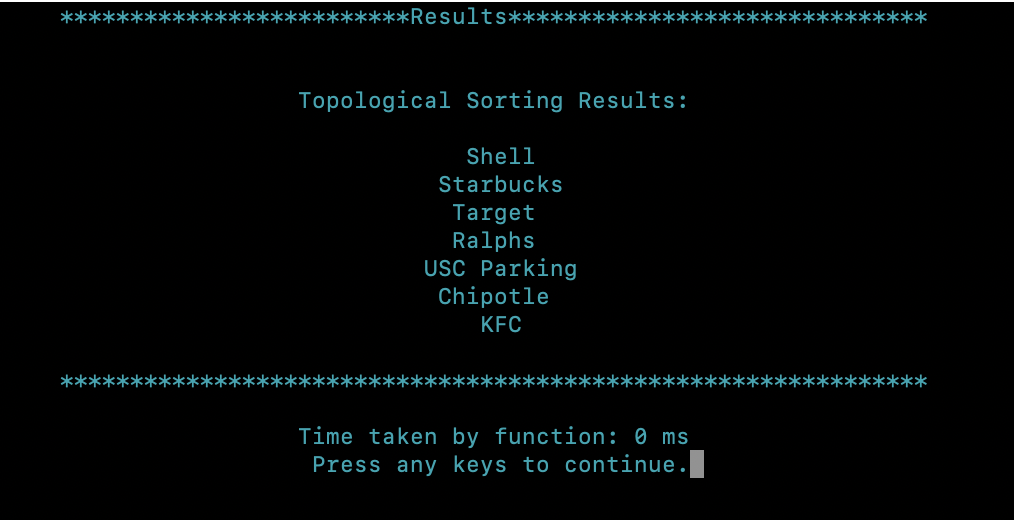 *************************Results******************************
Topological Sorting Results:
Shell
Starbucks
Target
Ralphs
USC Parking
Chipotle
KFC
**************************************************************
Time taken by function: 0 ms
Press any keys to continue.